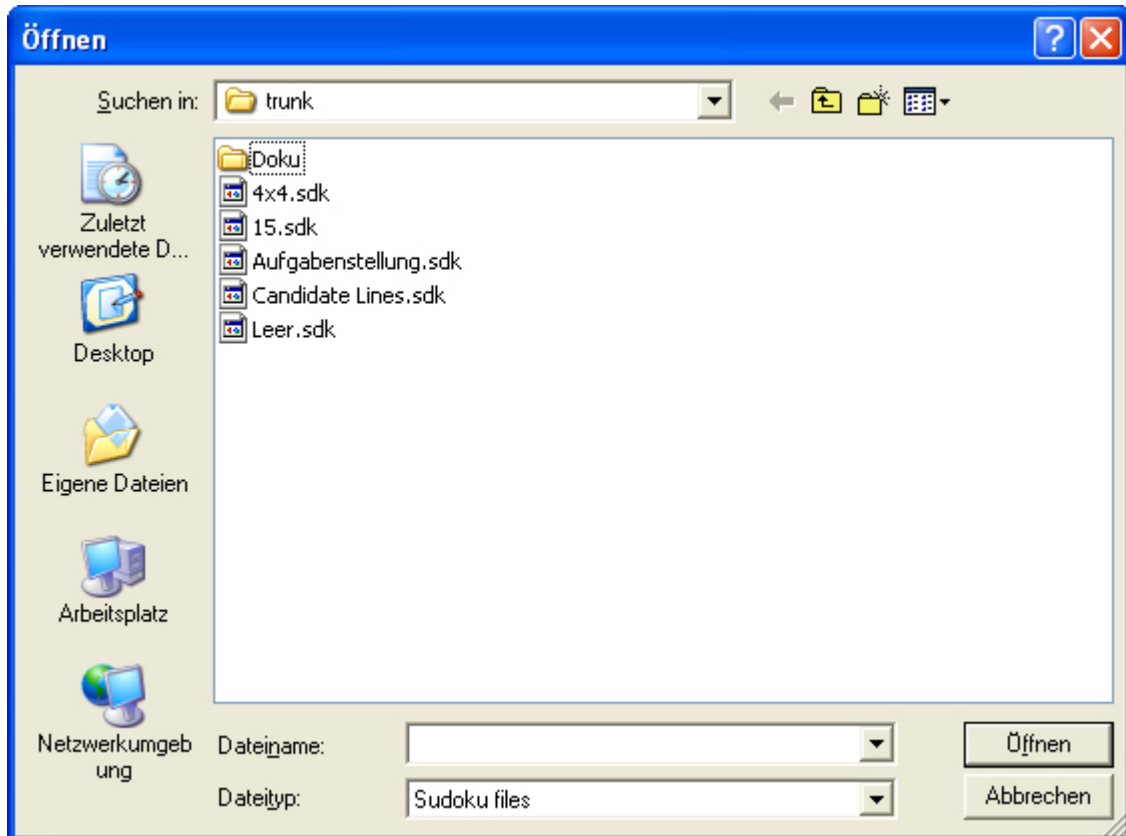 Öffnen
Suchen in:
trunk
Zuletzt
verwendete D...
Desktop
Eigene Dateien
Arbeitsplatz
Netzwerkumgeb
ung
Doku
4x4.sdk
15.sdk
Aufgabenstellung.sdk
Candidate Lines.sdk
Leer.sdk
Dateiname:
Öffnen
Dateityp:
Sudoku files
Abbrechen